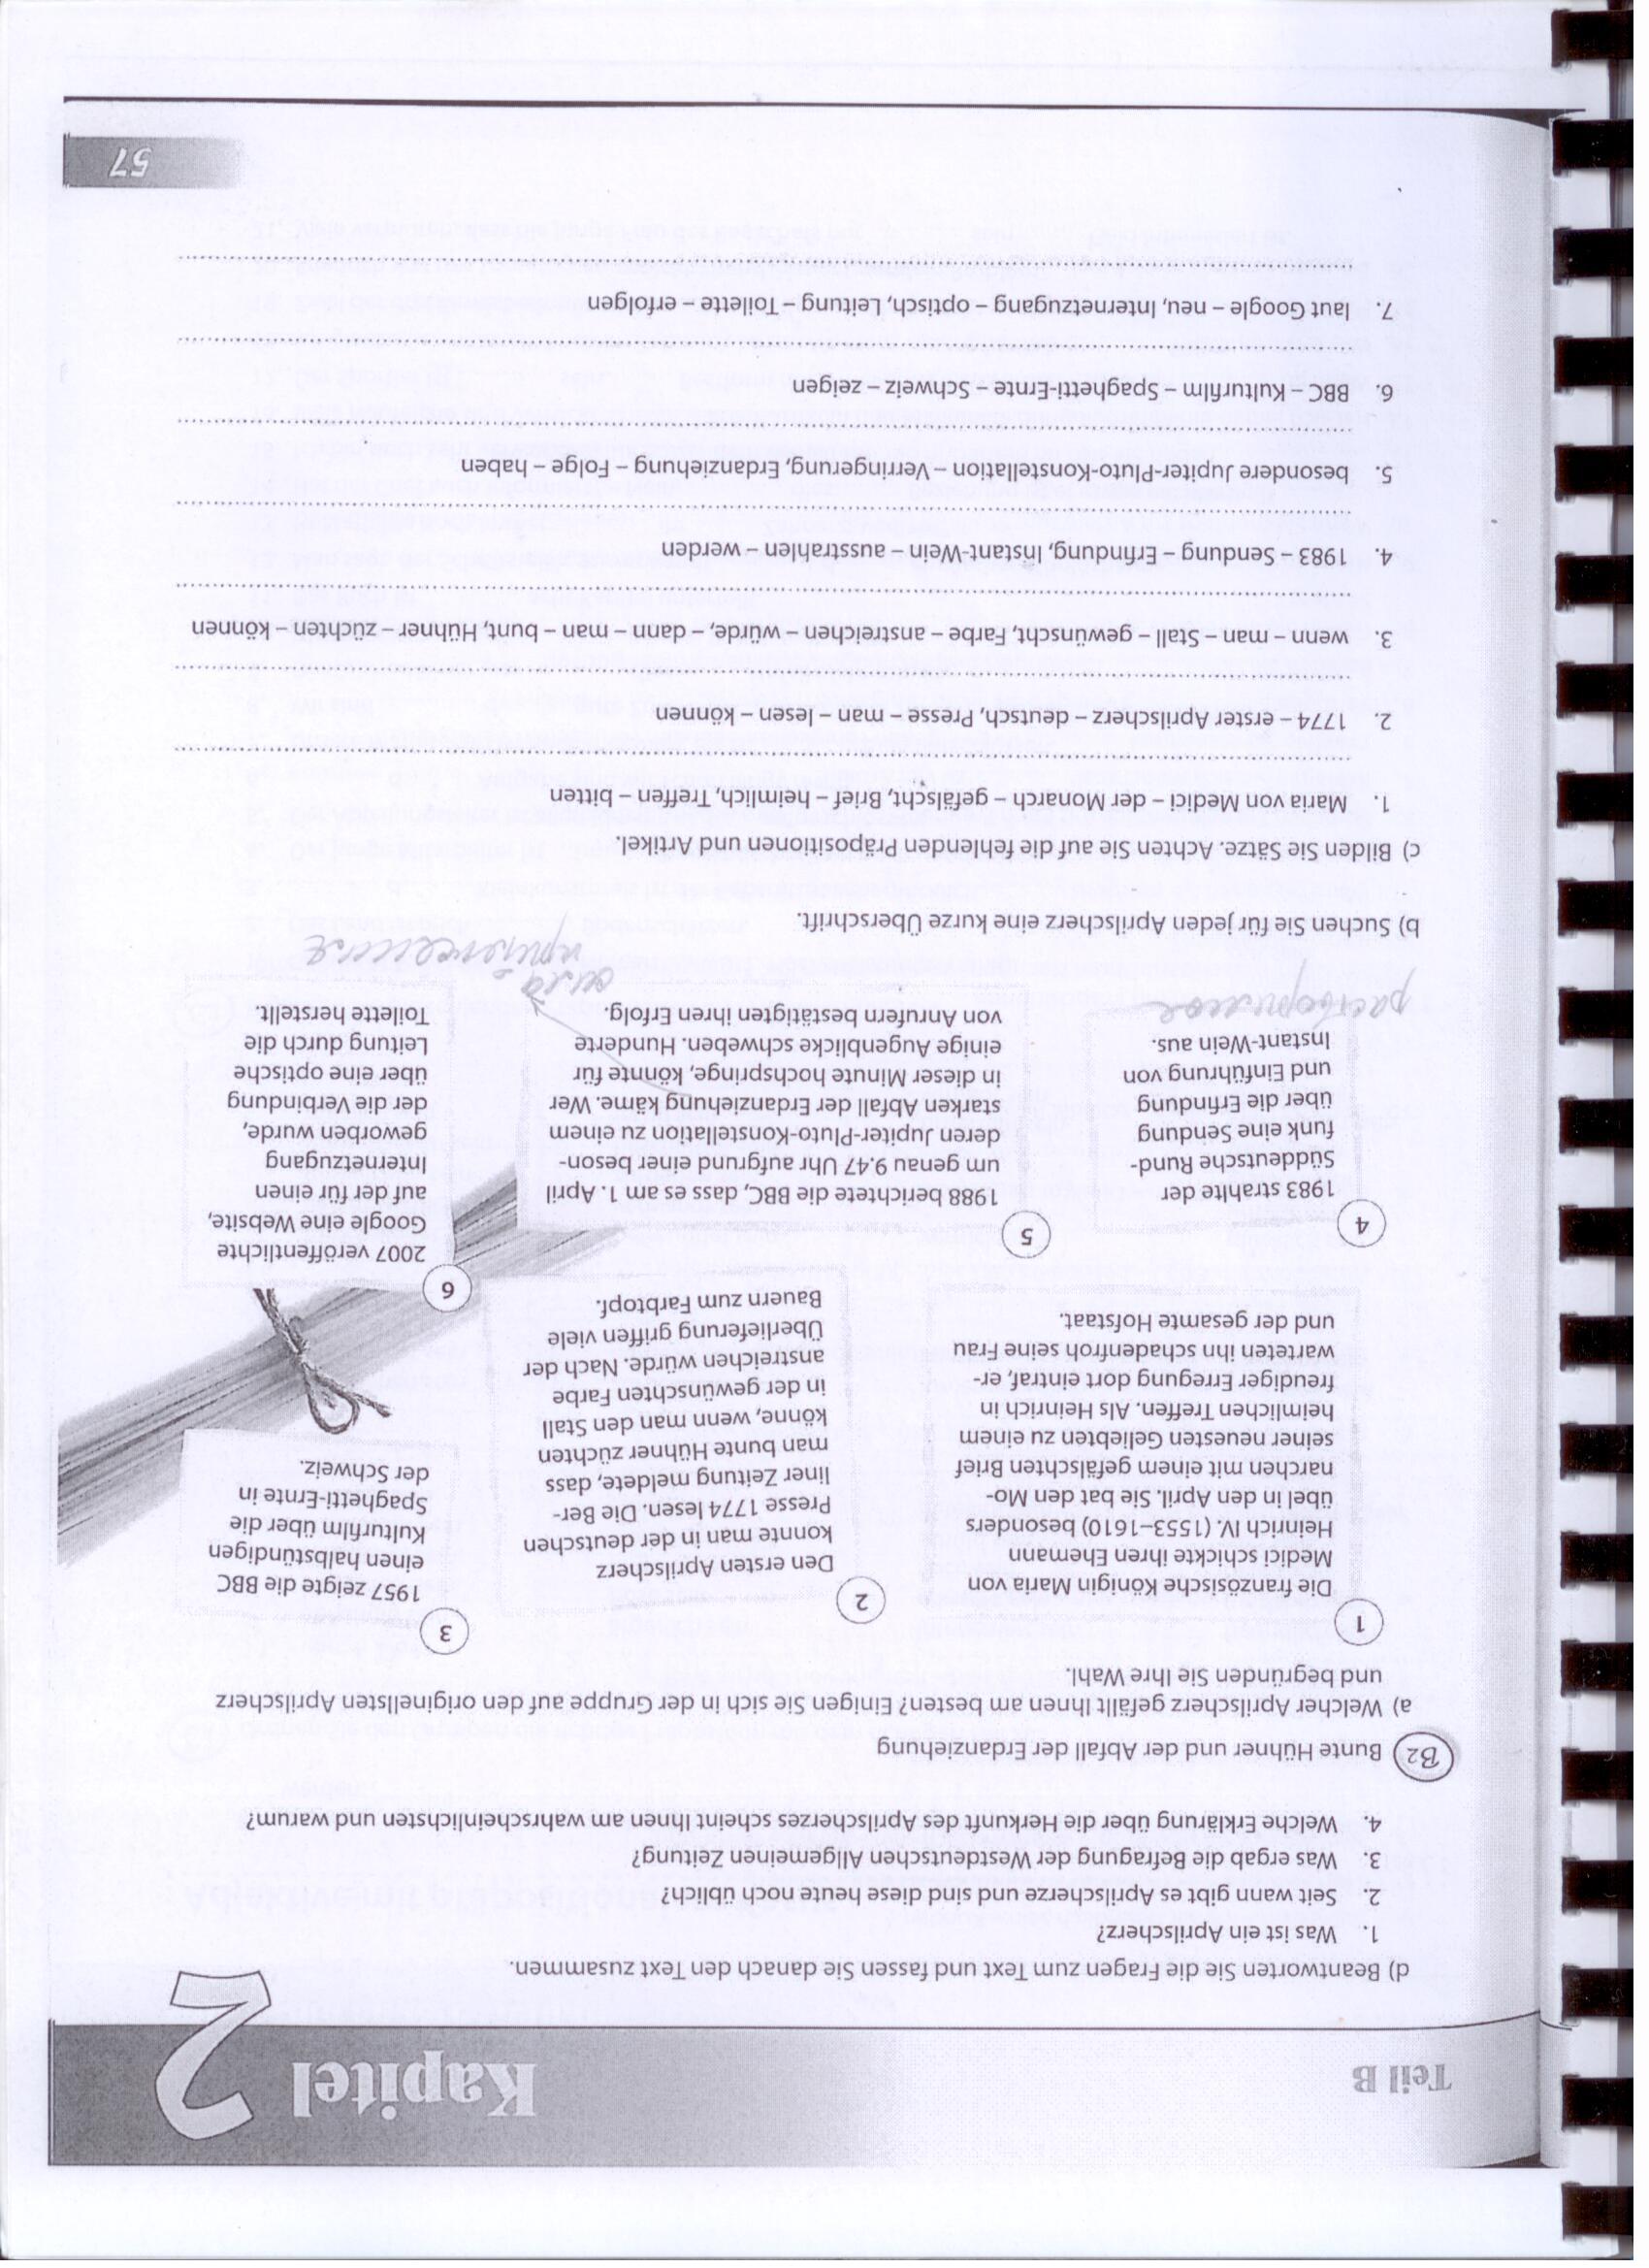 Teil B
Kapitel 2
d) Beantworten Sie die Fragen zum Text und fassen Sie danach den Text zusammen.
1. Was ist ein Aprilscherz?
2. Seit wann gibt es Aprilscherze und sind diese heute noch üblich?
3. Was ergab die Befragung der Westdeutschen Allgemeinen Zeitung?
4. Welche Erklärung über die Herkunft des Aprilscherzes scheint Ihnen am wahrscheinlichsten und warum?
B2 Bunte Hühner und der Abfall der Erdanziehung
a) Welcher Aprilscherz gefällt Ihnen am besten? Einigen Sie sich in der Gruppe auf den originellsten Aprilscherz
und begründen Sie Ihre Wahl.
1
Die französische Königin Maria von
Medici schickte ihren Ehemann
Heinrich IV. (1553–1610) besonders
übel in den April. Sie bat den Mo-
narchen mit einem gefälschten Brief
seiner neuesten Geliebten zu einem
heimlichen Treffen. Als Heinrich in
freudiger Erregung dort eintraf, er-
warteten ihn schadenfroh seine Frau
und der gesamte Hofstaat.
2
Den ersten Aprilscherz
konnte man in der deutschen
Presse 1774 lesen. Die Ber-
liner Zeitung meldete, dass
man bunte Hühner züchten
könne, wenn man den Stall
in der gewünschten Farbe
anstreichen würde. Nach der
Überlieferung griffen viele
Bauern zum Farbtopf.
3
1957 zeigte die BBC
einen halbstündigen
Kulturfilm über die
Spaghetti-Ernte in
der Schweiz.
4
1983 strahlte der
Süddeutsche Rund-
funk eine Sendung
über die Erfindung
und Einführung von
Instant-Wein aus.
растворимое
5
1988 berichtete die BBC, dass es am 1. April
um genau 9.47 Uhr aufgrund einer beson-
deren Jupiter-Pluto-Konstellation zu einem
starken Abfall der Erdanziehung käme. Wer
in dieser Minute hochspringe, könnte für
einige Augenblicke schweben. Hunderte
von Anrufern bestätigten ihren Erfolg.
сила
притяжения
6
2007 veröffentlichte
Google eine Website,
auf der für einen
Internetzugang
geworben wurde,
der die Verbindung
über eine optische
Leitung durch die
Toilette herstellt.
b) Suchen Sie für jeden Aprilscherz eine kurze Überschrift.
c) Bilden Sie Sätze. Achten Sie auf die fehlenden Präpositionen und Artikel.
1. Maria von Medici – der Monarch – gefälscht, Brief – heimlich, Treffen – bitten
2. 1774 – erster Aprilscherz – deutsch, Presse – man – lesen – können
3. wenn – man – Stall – gewünscht, Farbe – anstreichen – würde, – dann – man – bunt, Hühner – züchten – können
4. 1983 – Sendung – Erfindung, Instant-Wein – ausstrahlen – werden
5. besondere Jupiter-Pluto-Konstellation – Verringerung, Erdanziehung – Folge – haben
6. BBC – Kulturfilm – Spaghetti-Ernte – Schweiz – zeigen
7. laut Google – neu, Internetzugang – optisch, Leitung – Toilette – erfolgen
57